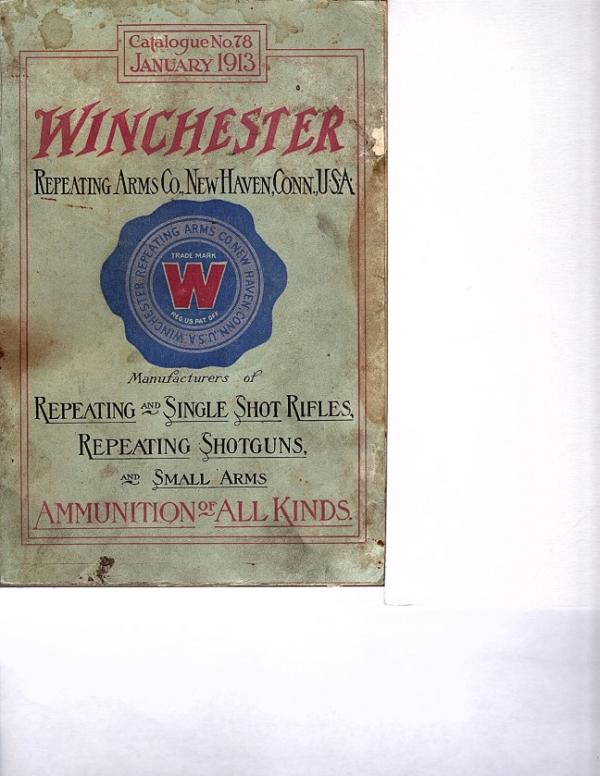 Catalogue No. 78
JANUARY 1913
WINCHESTER
REPEATING ARMS CO., NEW HAVEN, CONN., U.S.A.
WINCHESTER · REPEATING ARMS CO. NEW HAVEN, CONN., U.S.A.
TRADE MARK
W
REG. US. PAT. OFF.
Manufacturers of
REPEATING AND SINGLE SHOT RIFLES,
REPEATING SHOTGUNS,
AND SMALL ARMS
AMMUNITION OF ALL KINDS.